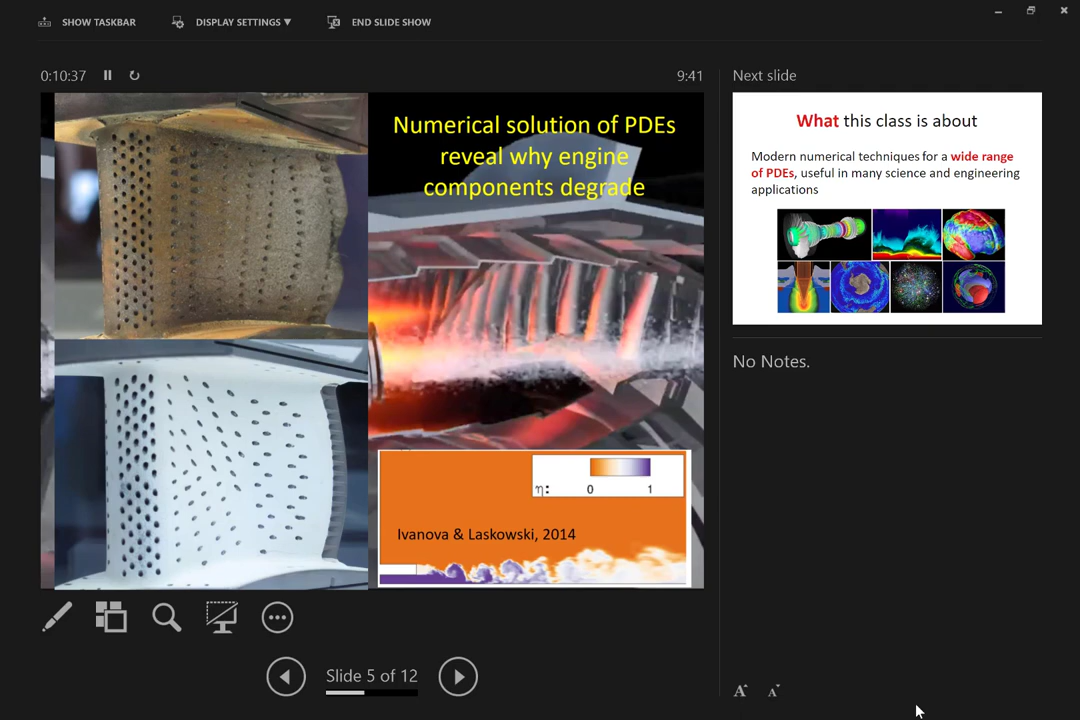 SHOW TASKBAR
DISPLAY SETTINGS ▼
END SLIDE SHOW
0:10:37
9:41
Numerical solution of PDEs
reveal why engine
components degrade
η:
0
1
Ivanova & Laskowski, 2014
Slide 5 of 12
Next slide
What this class is about
Modern numerical techniques for a wide range
of PDEs, useful in many science and engineering
applications
No Notes.
A
A